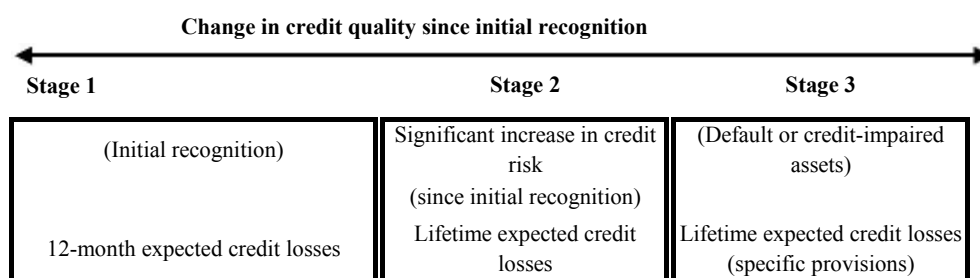 Change in credit quality since initial recognition
Stage 1
Stage 2
Stage 3
(Initial recognition)
12-month expected credit losses
Significant increase in credit
risk
(since initial recognition)
Lifetime expected credit
losses
(Default or credit-impaired
assets)
Lifetime expected credit losses
(specific provisions)